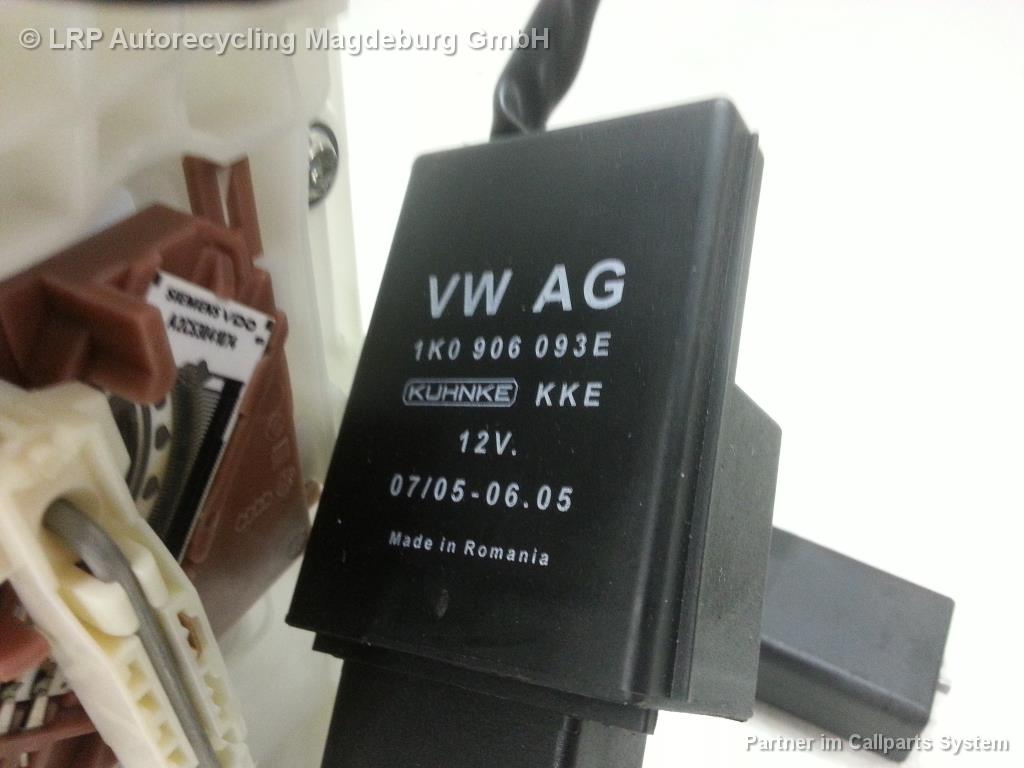 © LRP Autorecycling Magdeburg GmbH
SIEMENS VDO
VW AG
1K0 906 093E
KUHNKE KKE
12V.
07/05-06.05
Made in Romania
Partner im Callparts System